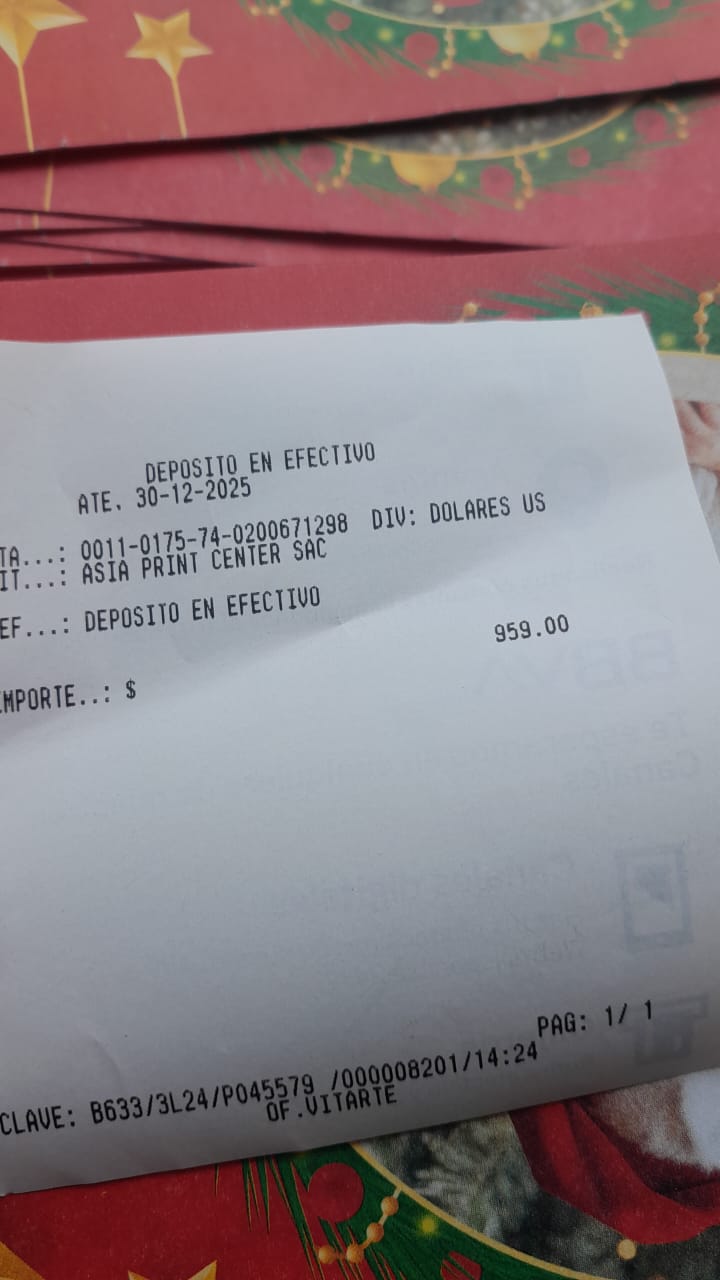 DEPOSITO EN EFECTIVO
ATE. 30-12-2025
TA...: 0011-0175-74-0200671298 DIV: DOLARES US
IT...: ASIA PRINT CENTER SAC
EF...: DEPOSITO EN EFECTIVO
959.00
IMPORTE..: $
PAG: 1/ 1
CLAVE: B633/3L24/P045579 /000008201/14:24
OF.VITARTE